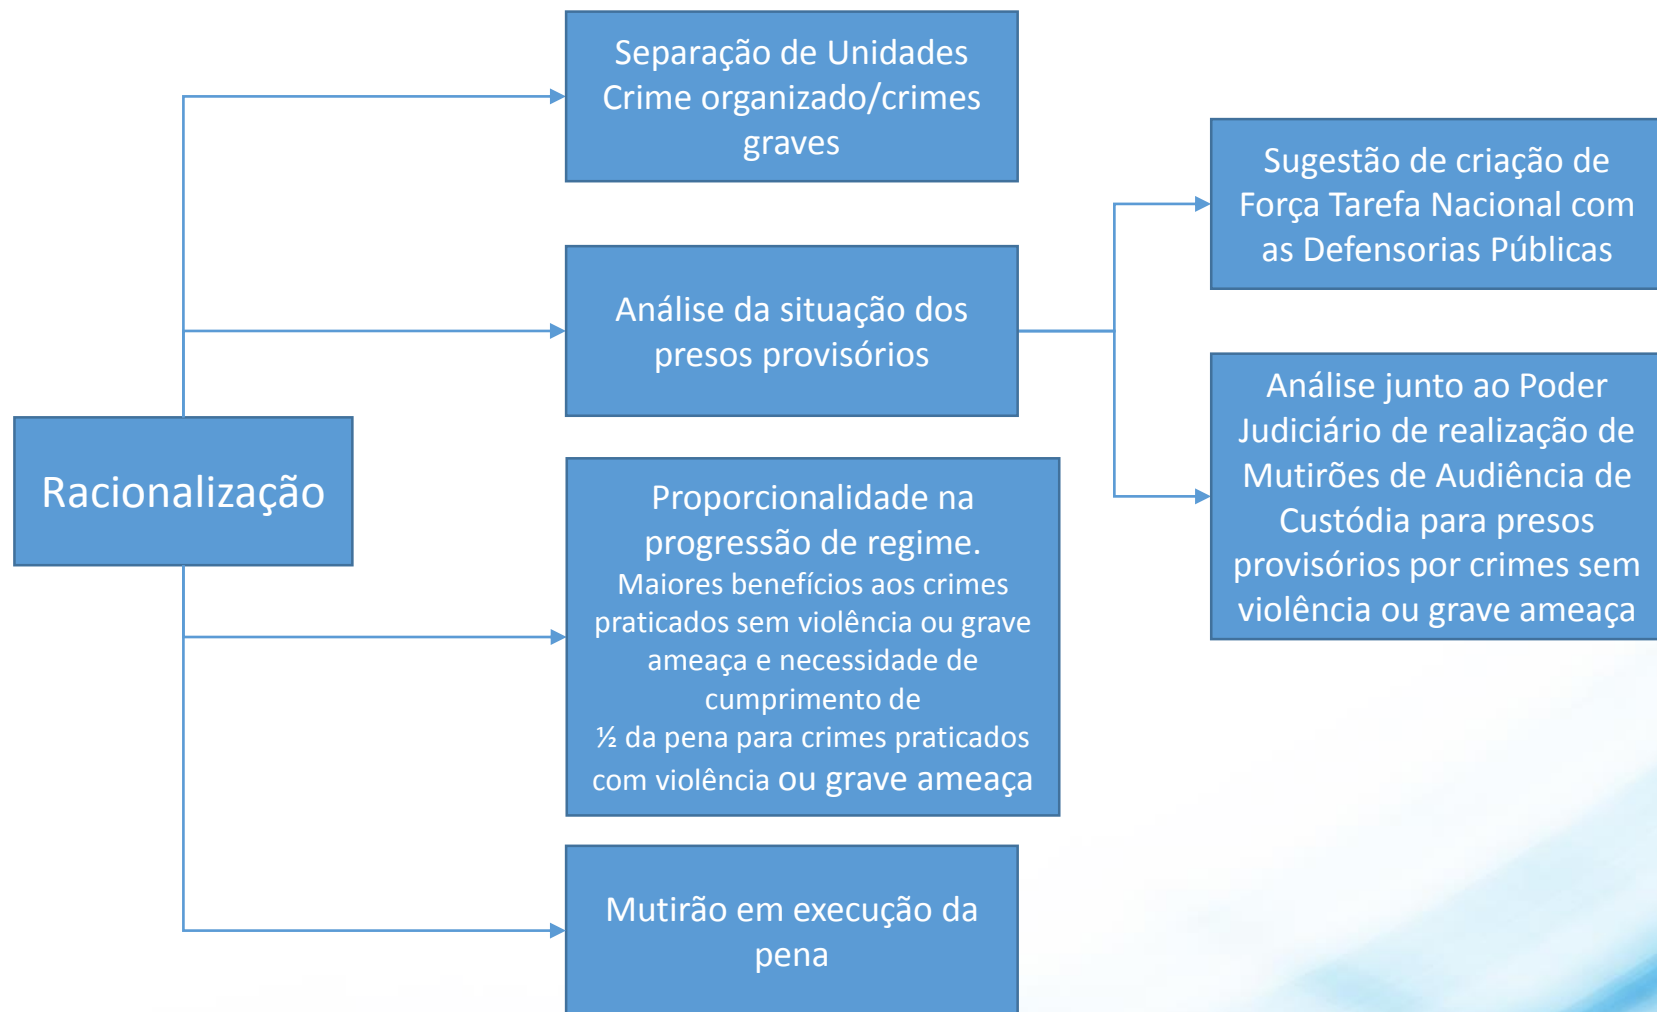 Racionalização
Separação de Unidades
Crime organizado/crimes
graves
Análise da situação dos
presos provisórios
Sugestão de criação de
Força Tarefa Nacional com
as Defensorias Públicas
Análise junto ao Poder
Judiciário de realização de
Mutirões de Audiência de
Custódia para presos
provisórios por crimes sem
violência ou grave ameaça
Proporcionalidade na
progressão de regime.
Maiores benefícios aos crimes
praticados sem violência ou grave
ameaça e necessidade de
cumprimento de
½ da pena para crimes praticados
com violência ou grave ameaça
Mutirão em execução da
pena